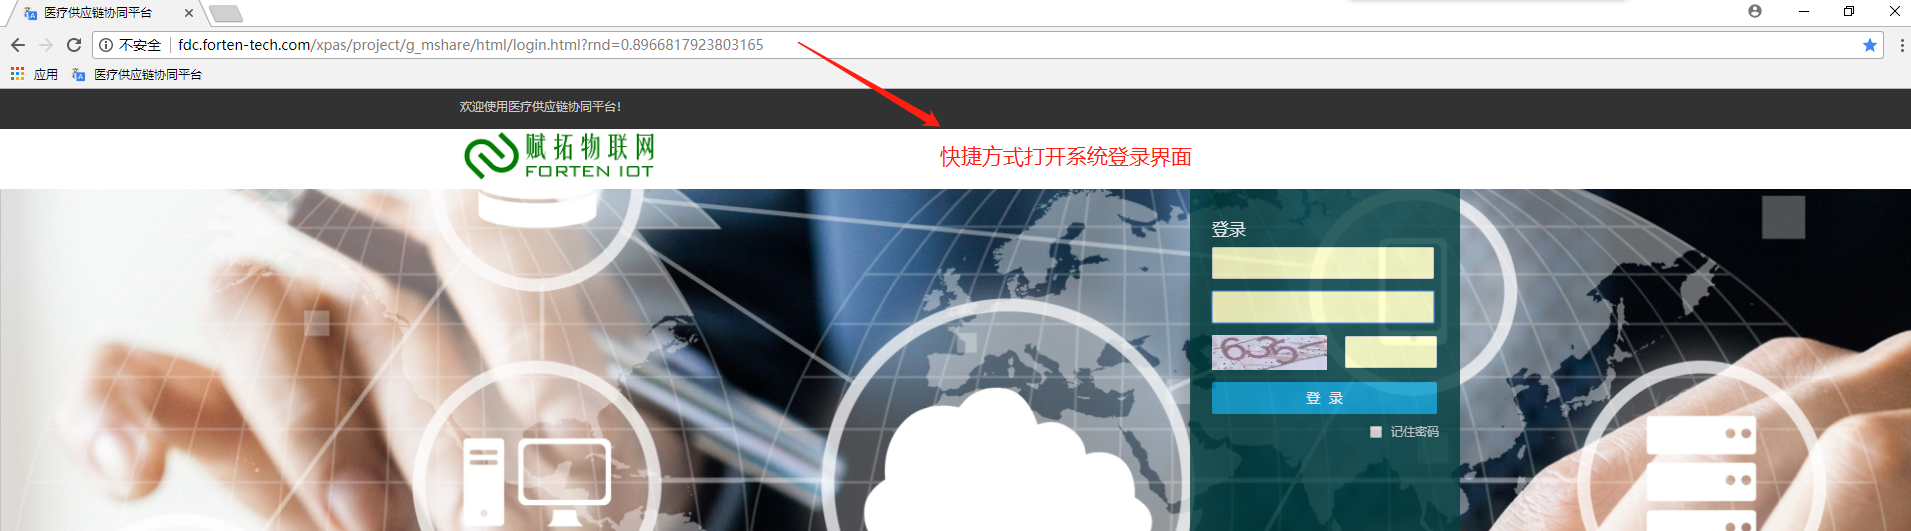 医疗供应链协同平台
不安全 fdc.forten-tech.com/xpas/project/g_mshare/html/login.html?rnd=0.8966817923803165
应用 医疗供应链协同平台
欢迎使用医疗供应链协同平台!
赋拓物联网
FORTEN IOT
快捷方式打开系统登录界面
登录
636
登 录
记住密码